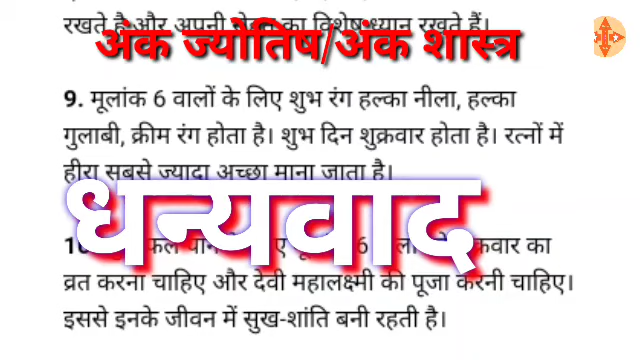 रखते है और अपनी का विशेष ध्यान रखते हैं।
अंक ज्योतिष/अंक शास्त्र
9. मूलांक 6 वालों के लिए शुभ रंग हल्का नीला, हल्का
गुलाबी, क्रीम रंग होता है। शुभ दिन शुक्रवार होता है। रत्नों में
हीरा सबसे ज्यादा अच्छा माना जाता है।
धन्यवाद
6 का
व्रत करना चाहिए और देवी महालक्ष्मी की पूजा करनी चाहिए।
इससे इनके जीवन में सुख-शांति बनी रहती है।